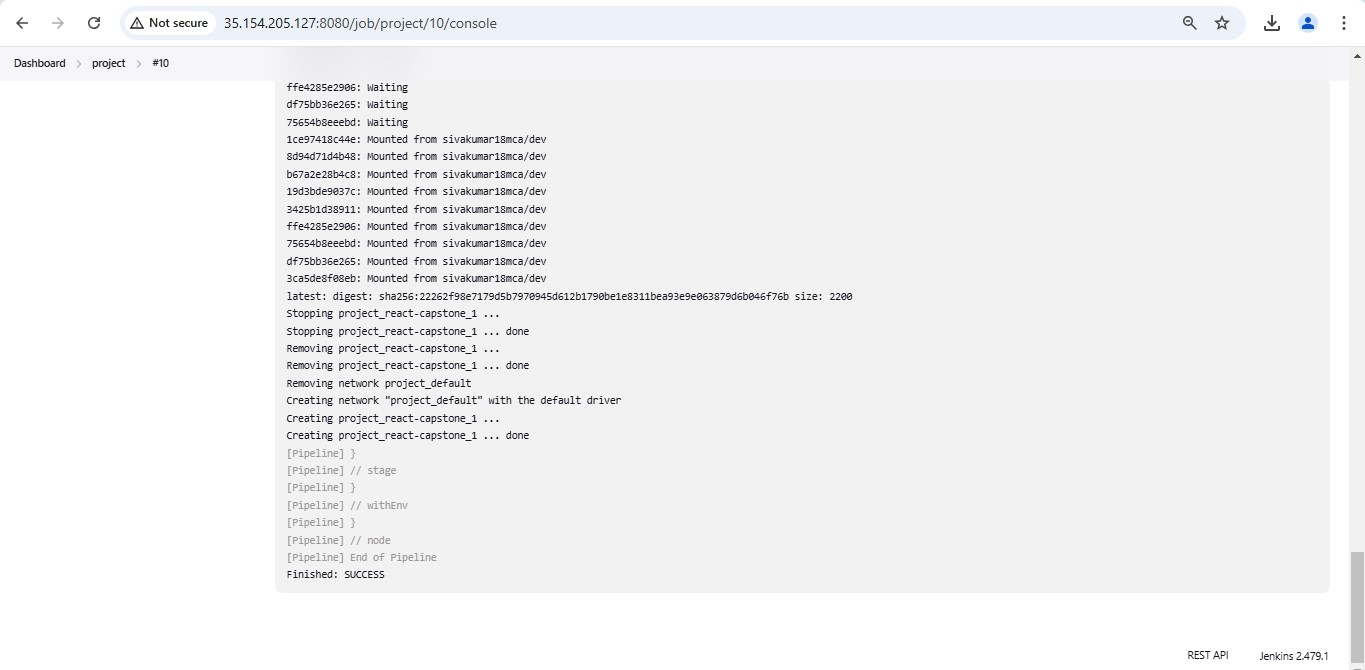 Not secure
35.154.205.127:8080/job/project/10/console
Dashboard > project > #10
ffe4285e2906: Waiting
df75bb36e265: Waiting
75654b8eeebd: Waiting
1ce97418c44e: Mounted from sivakumar18mca/dev
8d94d71d4b48: Mounted from sivakumar18mca/dev
b67a2e28b4c8: Mounted from sivakumar18mca/dev
19d3bde9037c: Mounted from sivakumar18mca/dev
3425b1d38911: Mounted from sivakumar18mca/dev
ffe4285e2906: Mounted from sivakumar18mca/dev
75654b8eeebd: Mounted from sivakumar18mca/dev
df75bb36e265: Mounted from sivakumar18mca/dev
3ca5de8f08eb: Mounted from sivakumar18mca/dev
latest: digest: sha256:22262f98e7179d5b7970945d612b1790be1e8311bea93e9e063879d6b046f76b size: 2200
Stopping project_react-capstone_1 ...
Stopping project_react-capstone_1 ... done
Removing project_react-capstone_1 ...
Removing project_react-capstone_1 ... done
Removing network project_default
Creating network "project_default" with the default driver
Creating project_react-capstone_1 ...
Creating project_react-capstone_1 ... done
[Pipeline] }
[Pipeline] // stage
[Pipeline] }
[Pipeline] // withEnv
[Pipeline] }
[Pipeline] // node
[Pipeline] End of Pipeline
Finished: SUCCESS
REST API
Jenkins 2.479.1